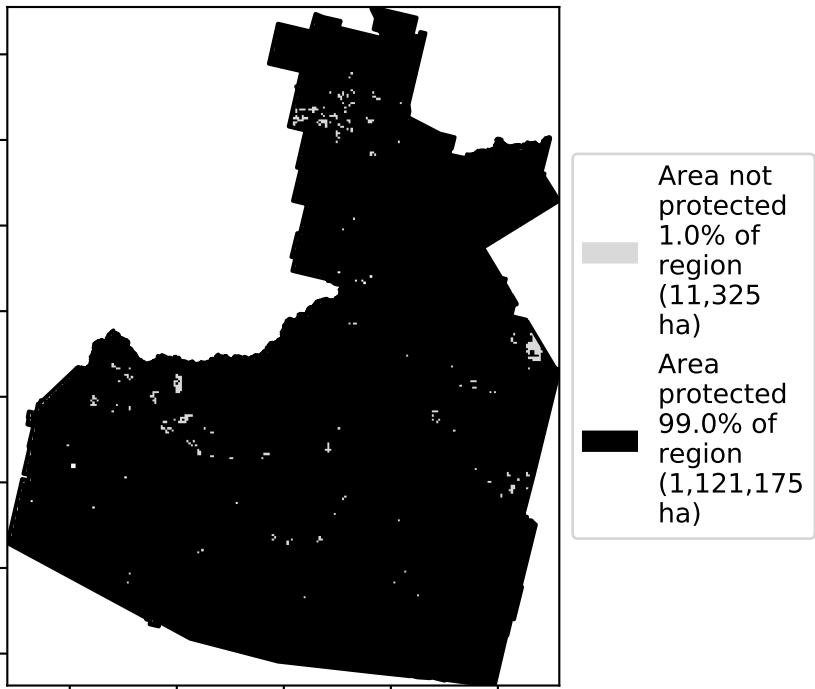 Area not
protected
1.0% of
region
(11,325
ha)
Area
protected
99.0% of
region
(1,121,175
ha)